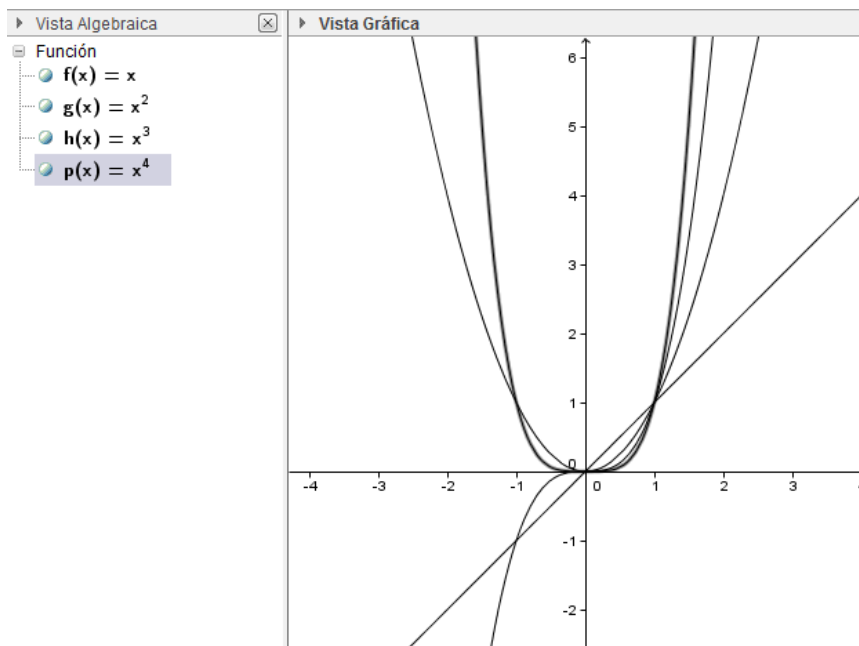 Vista Algebraica
Función
f(x) = x
g(x) = x²
h(x) = x³
p(x) = x⁴
Vista Gráfica
6
5
4
3
2
1
0
-4 -3 -2 -1 0 1 2 3 4
-1
-2